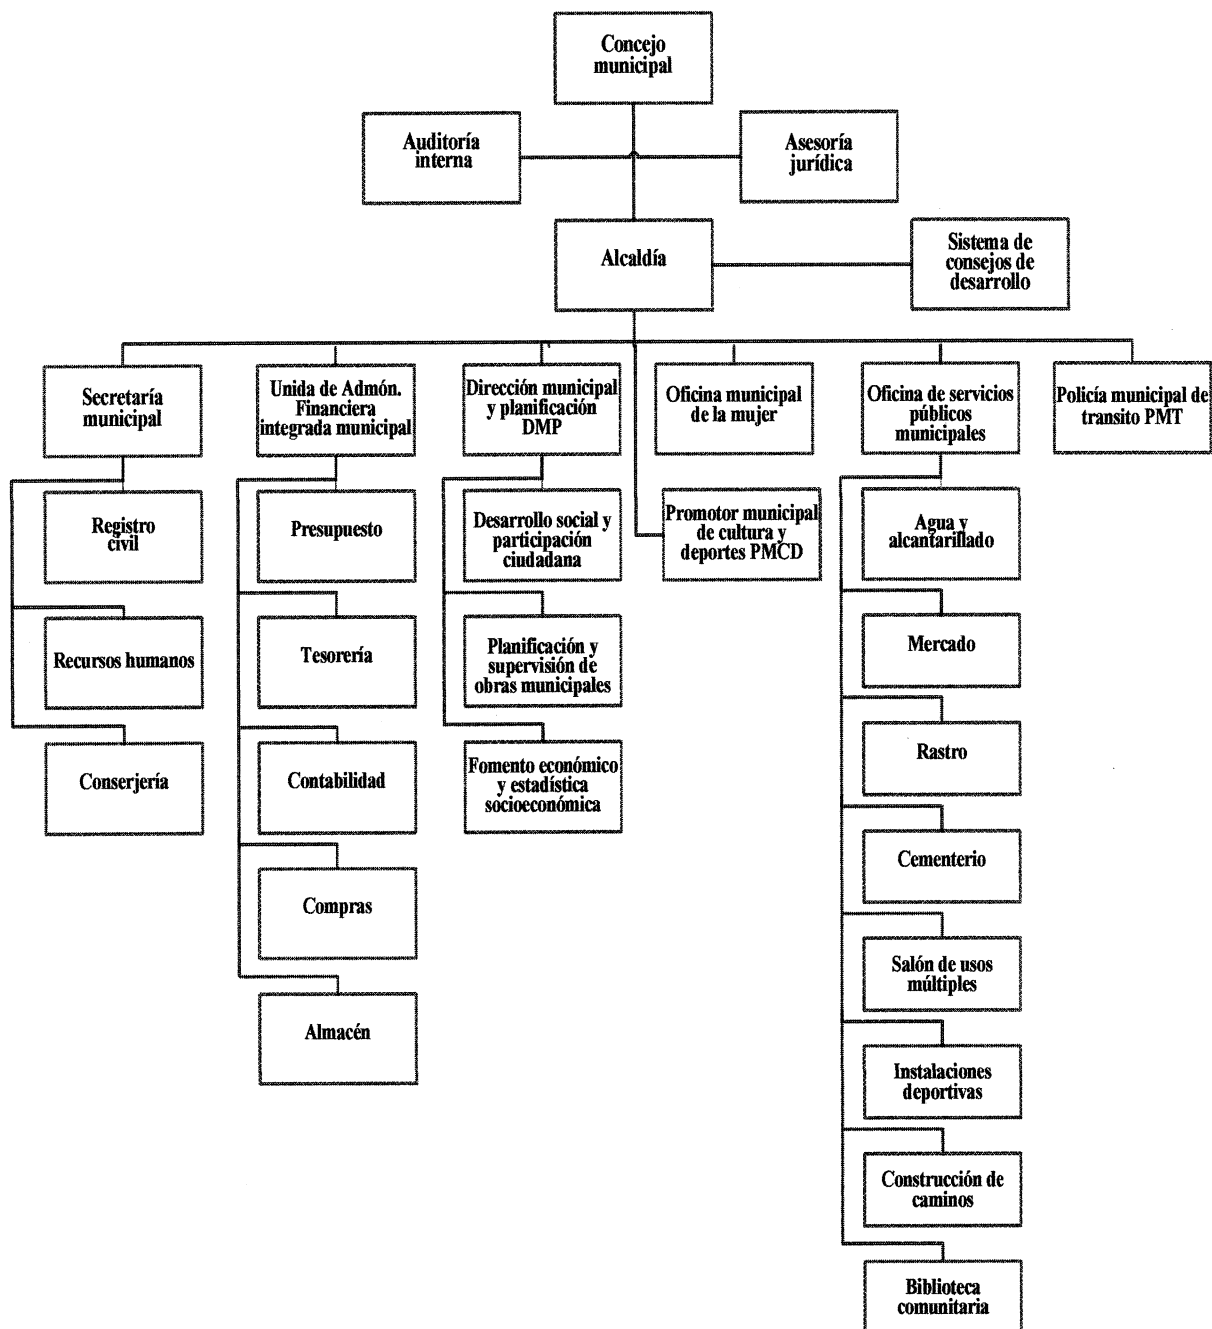 Concejo
municipal
Auditoría
interna
Asesoría
jurídica
Alcaldía
Sistema de
consejos de
desarrollo
Secretaría
municipal
Unida de Admón.
Financiera
integrada municipal
Dirección municipal
y planificación
DMP
Oficina municipal
de la mujer
Oficina de servicios
públicos
municipales
Policía municipal de
transito PMT
Registro
civil
Presupuesto
Desarrollo social y
participación
ciudadana
Promotor municipal
de cultura y
deportes PMCD
Agua y
alcantarillado
Recursos humanos
Tesorería
Planificación y
supervisión de
obras municipales
Mercado
Conserjería
Contabilidad
Fomento económico
y estadística
socioeconómica
Rastro
Compras
Cementerio
Almacén
Salón de usos
múltiples
Instalaciones
deportivas
Construcción de
caminos
Biblioteca
comunitaria